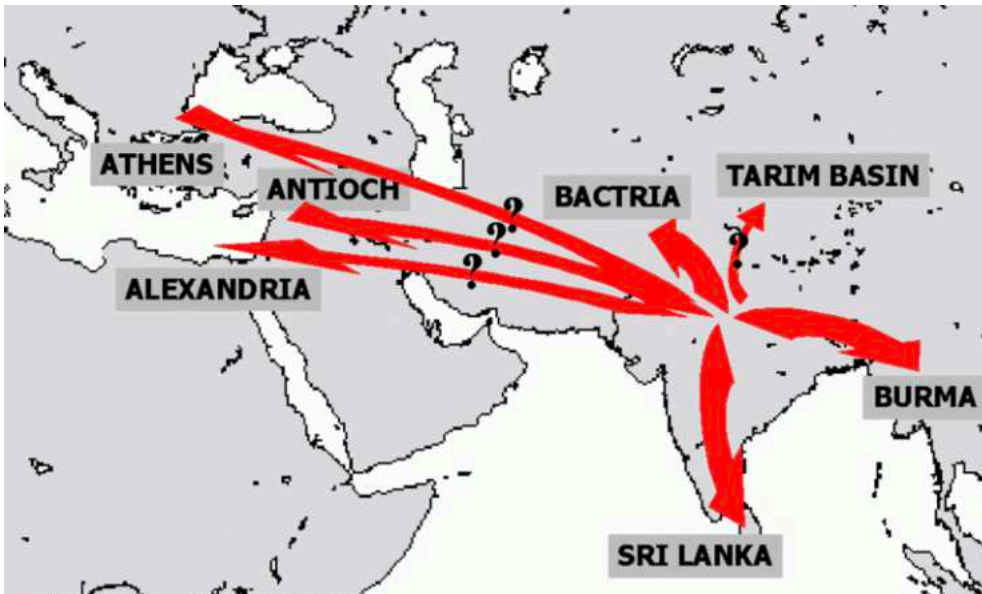 ATHENS
ANTIOCH
BACTRIA
TARIM BASIN
?
?
?
?
ALEXANDRIA
BURMA
SRI LANKA